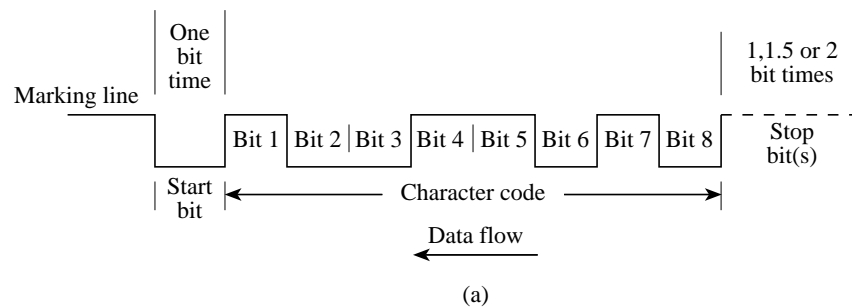 One
bit
time
1,1.5 or 2
bit times
Marking line
Bit 1 Bit 2 Bit 3 Bit 4 Bit 5 Bit 6 Bit 7 Bit 8
Stop
bit(s)
Start
bit
Character code
Data flow
(a)